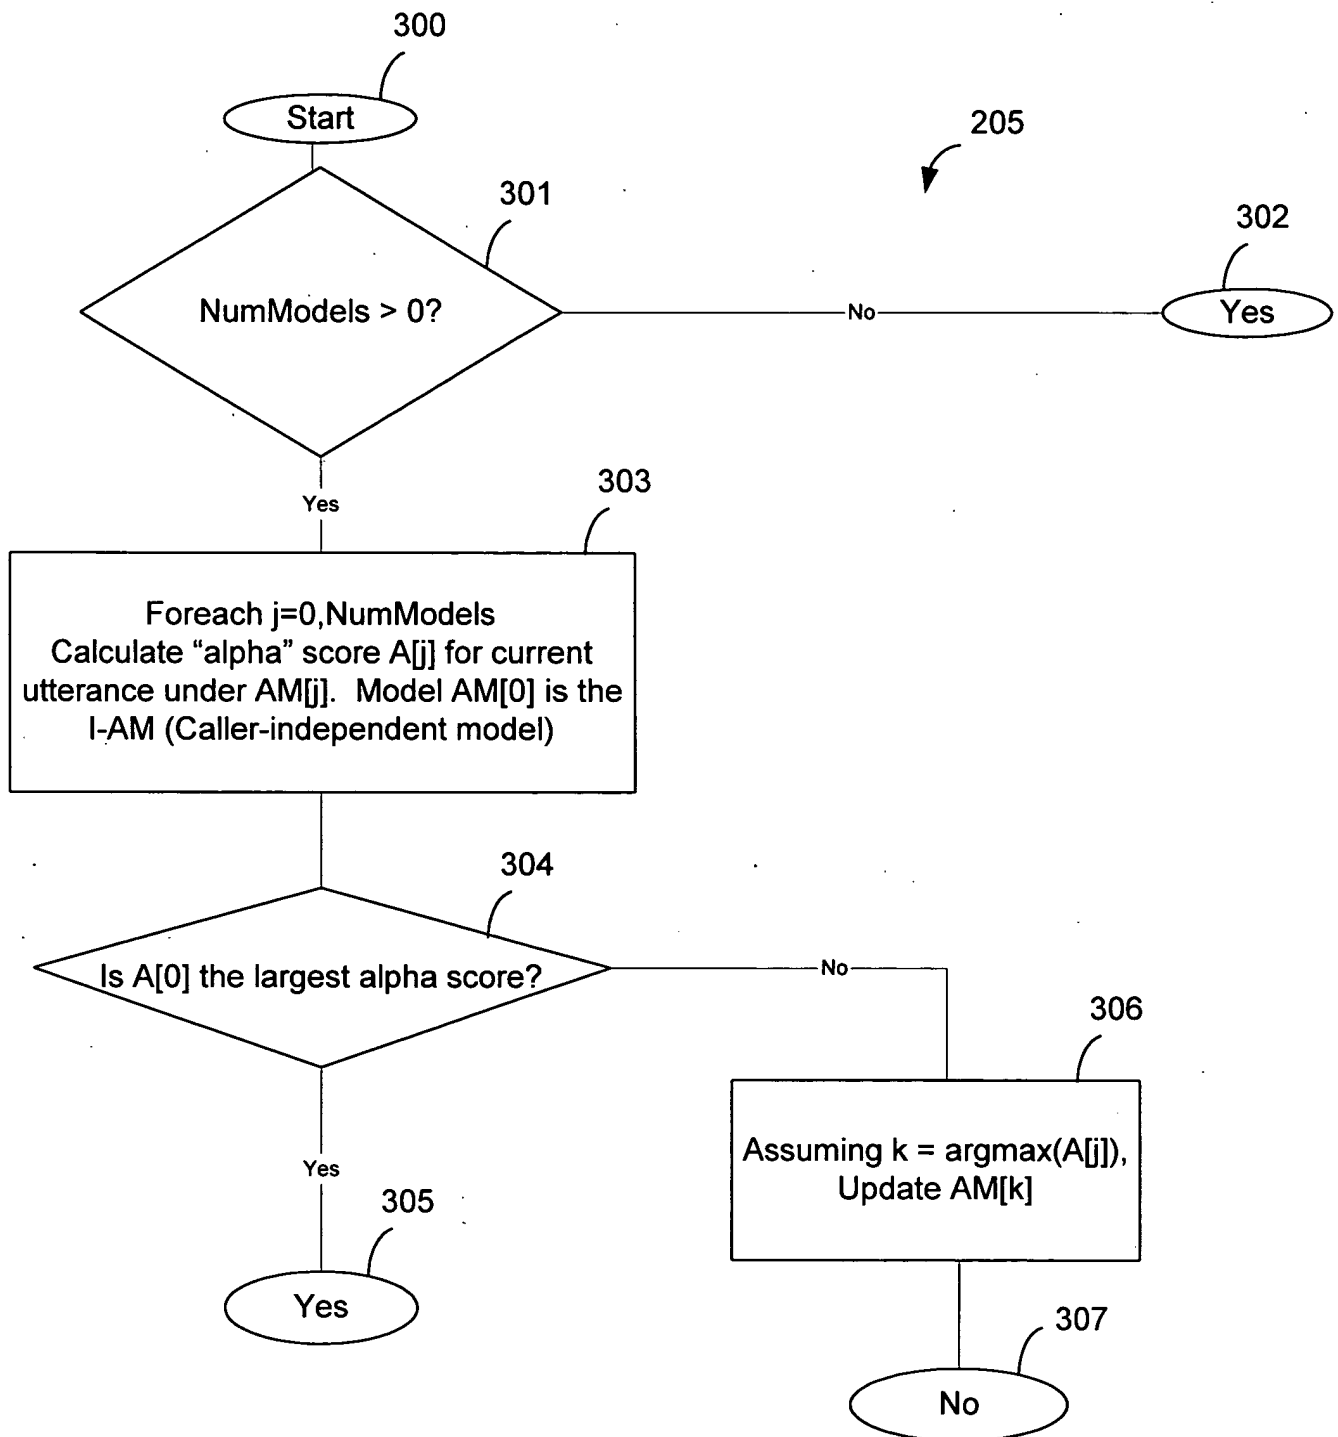 300
Start
205
301
302
NumModels > 0?
No
Yes
Yes
303
Foreach j=0,NumModels
Calculate “alpha” score A[j] for current
utterance under AM[j].  Model AM[0] is the
I-AM (Caller-independent model)
304
Is A[0] the largest alpha score?
No
306
Assuming k = argmax(A[j]),
Update AM[k]
Yes
305
Yes
307
No